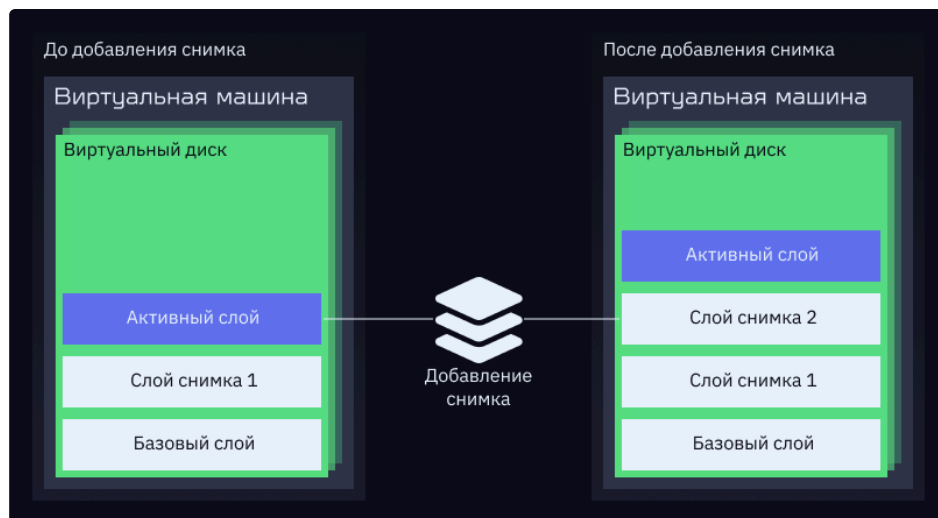 До добавления снимка
Виртуальная машина
Виртуальный диск
Активный слой
Слой снимка 1
Базовый слой
Добавление
снимка
После добавления снимка
Виртуальная машина
Виртуальный диск
Активный слой
Слой снимка 2
Слой снимка 1
Базовый слой